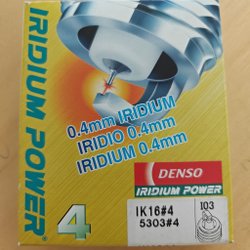 IRIDIUM POWER®
0.4mm IRIDIUM
IRIDIO 0.4mm
IRIDIUM 0.4mm
DENSO
IRIDIUM POWER
4
IK16#4
5303#4
103